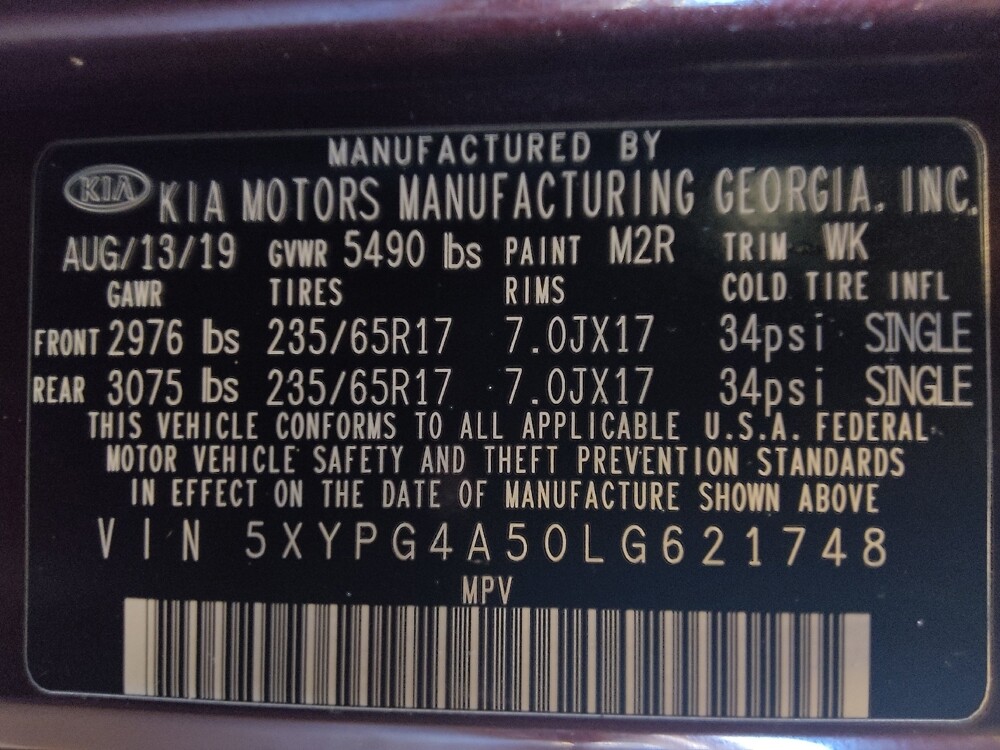 MANUFACTURED BY
KIA KIA MOTORS MANUFACTURING GEORGIA, INC.
AUG/13/19 GVWR 5490 lbs PAINT M2R TRIM WK
GAWR TIRES RIMS COLD TIRE INFL
FRONT 2976 lbs 235/65R17 7.0JX17 34psi SINGLE
REAR 3075 lbs 235/65R17 7.0JX17 34psi SINGLE
THIS VEHICLE CONFORMS TO ALL APPLICABLE U.S.A. FEDERAL
MOTOR VEHICLE SAFETY AND THEFT PREVENTION STANDARDS
IN EFFECT ON THE DATE OF MANUFACTURE SHOWN ABOVE
VIN 5XYPG4A50LG621748
MPV